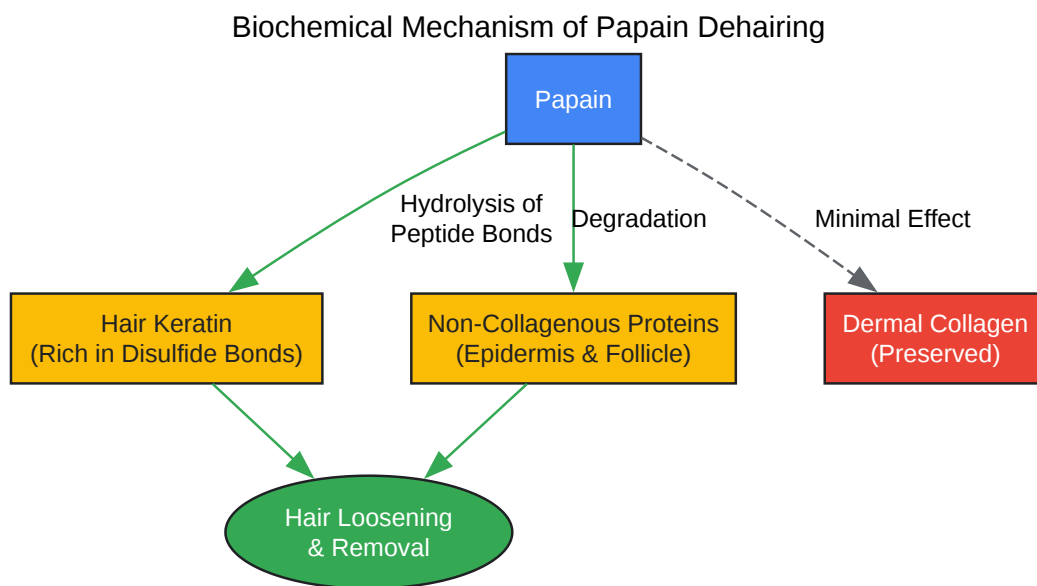 Biochemical Mechanism of Papain Dehairing
Papain
Hydrolysis of
Peptide Bonds
Degradation
Minimal Effect
Hair Keratin
(Rich in Disulfide Bonds)
Non-Collagenous Proteins
(Epidermis & Follicle)
Dermal Collagen
(Preserved)
Hair Loosening
& Removal